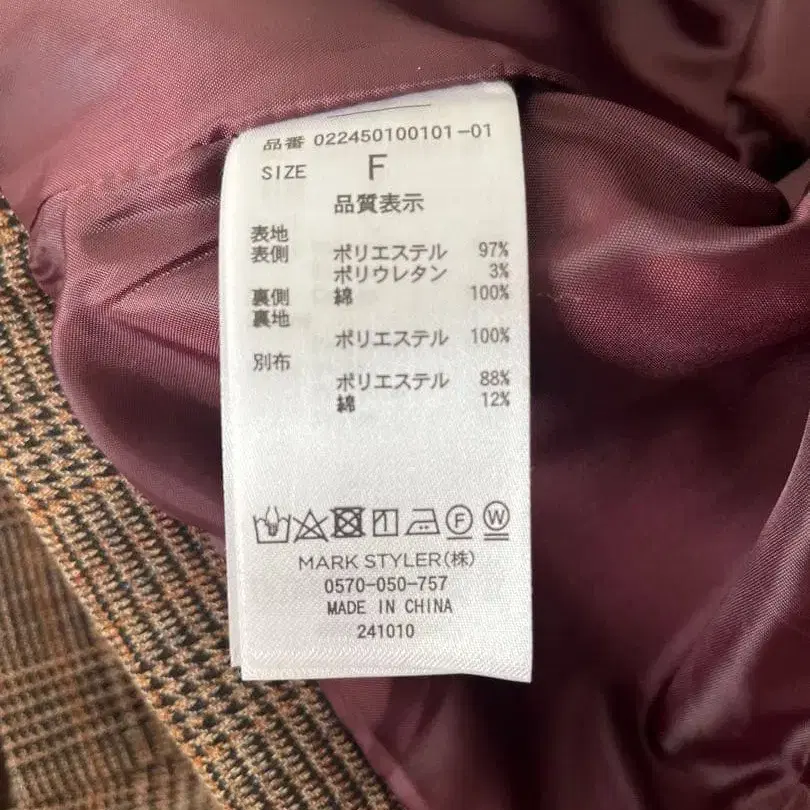 品番 022450100101-01
SIZE F
品質表示
表地
表側 ポリエステル 97%
ポリウレタン 3%
裏側 綿 100%
裏地
ポリエステル 100%
別布
ポリエステル 88%
綿 12%
F W
MARK STYLER(株)
0570-050-757
MADE IN CHINA
241010